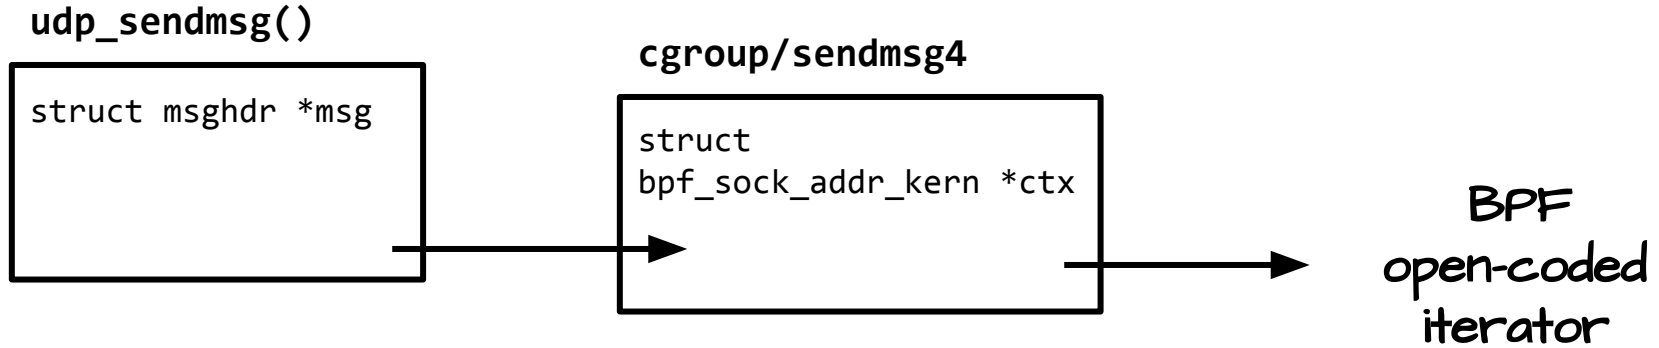 udp_sendmsg()
struct msghdr *msg
cgroup/sendmsg4
struct
bpf_sock_addr_kern *ctx
BPF
open-coded
iterator